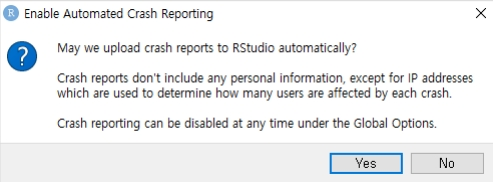 R Enable Automated Crash Reporting
May we upload crash reports to RStudio automatically?
Crash reports don't include any personal information, except for IP addresses
which are used to determine how many users are affected by each crash.
Crash reporting can be disabled at any time under the Global Options.
Yes No